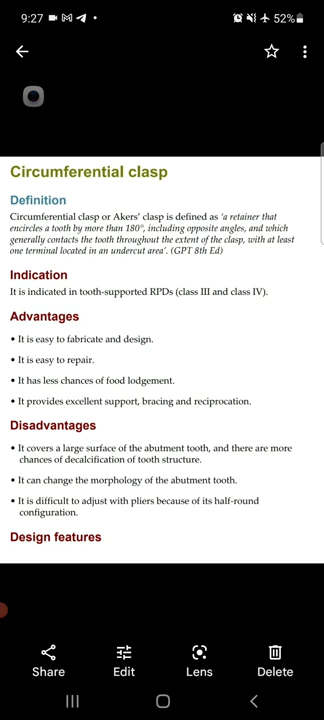 9:27
52%
Circumferential clasp
Definition
Circumferential clasp or Akers' clasp is defined as 'a retainer that
encircles a tooth by more than 180°, including opposite angles, and which
generally contacts the tooth throughout the extent of the clasp, with at least
one terminal located in an undercut area'. (GPT 8th Ed)
Indication
It is indicated in tooth-supported RPDs (class III and class IV).
Advantages
• It is easy to fabricate and design.
• It is easy to repair.
• It has less chances of food lodgement.
• It provides excellent support, bracing and reciprocation.
Disadvantages
• It covers a large surface of the abutment tooth, and there are more
chances of decalcification of tooth structure.
• It can change the morphology of the abutment tooth.
• It is difficult to adjust with pliers because of its half-round
configuration.
Design features
Share Edit Lens Delete